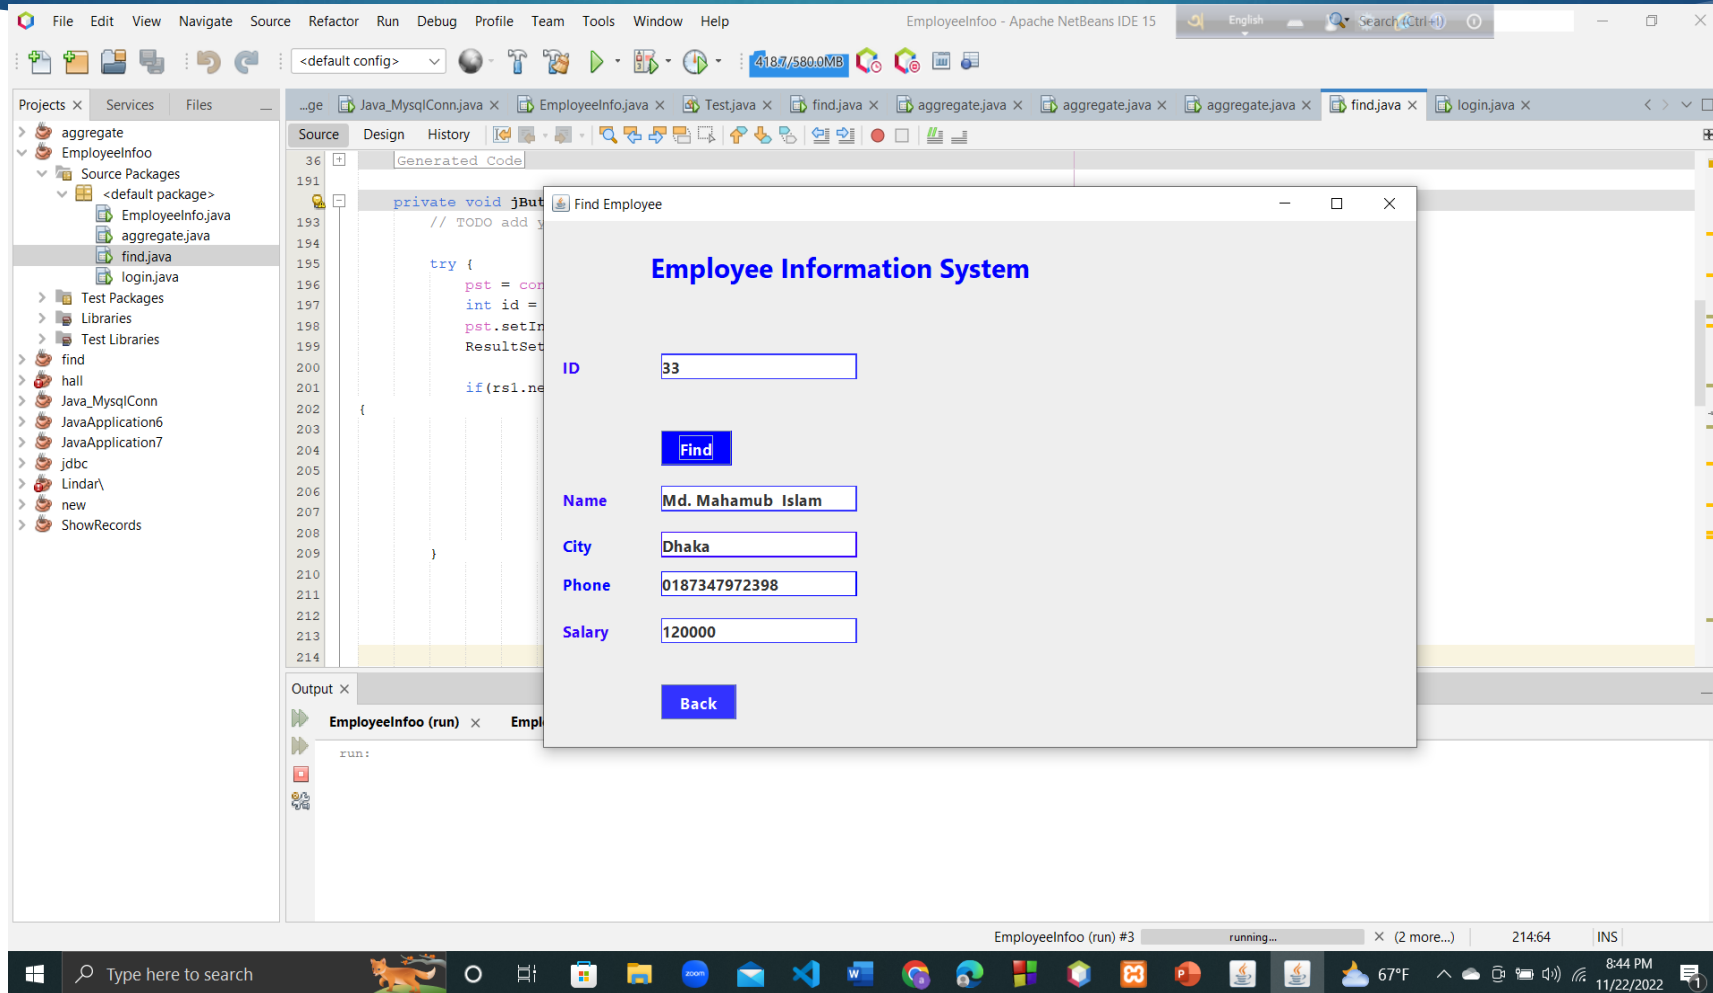 File Edit View Navigate Source Refactor Run Debug Profile Team Tools Window Help
EmployeeInfoo - Apache NetBeans IDE 15
English
Search (Ctrl+I)
<default config>
418.7/580.0MB
Projects Services Files
...ge Java_MysqlConn.java EmployeeInfo.java Test.java find.java aggregate.java aggregate.java aggregate.java find.java login.java
Source Design History
aggregate
EmployeeInfoo
Source Packages
<default package>
EmployeeInfo.java
aggregate.java
find.java
login.java
Test Packages
Libraries
Test Libraries
find
hall
Java_MysqlConn
JavaApplication6
JavaApplication7
jdbc
Lindar\
new
ShowRecords
36 Generated Code
191
private void jBut
193 // TODO add y
194
195 try {
196 pst = con
197 int id =
198 pst.setIn
199 ResultSet
200
201 if(rs1.ne
202 {
203
204
205
206
207
208
209 }
210
211
212
213
214
Find Employee
Employee Information System
ID 33
Find
Name Md. Mahamub  Islam
City Dhaka
Phone 0187347972398
Salary 120000
Back
Output
EmployeeInfoo (run) Empl
run:
EmployeeInfoo (run) #3 running... (2 more...) 214:64 INS
Type here to search
zoom
67°F
8:44 PM
11/22/2022
1